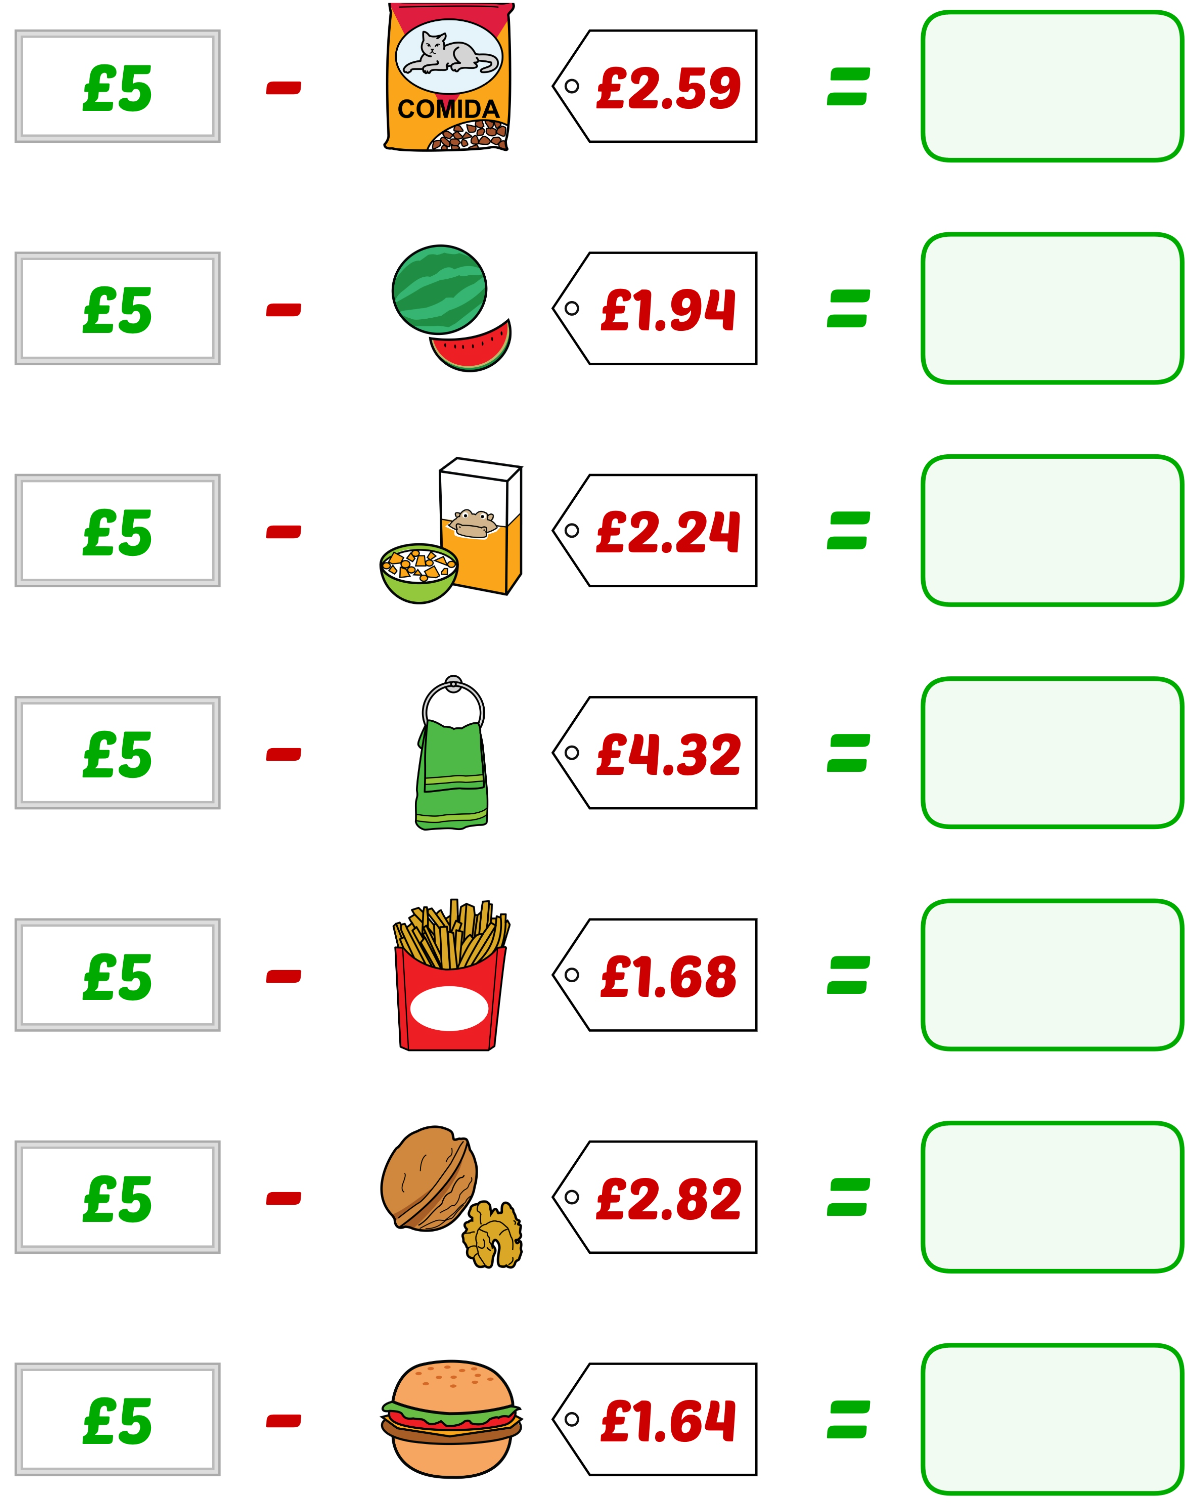 £5 - COMIDA £2.59 =
£5 - £1.94 =
£5 - £2.24 =
£5 - £4.32 =
£5 - £1.68 =
£5 - £2.82 =
£5 - £1.64 =